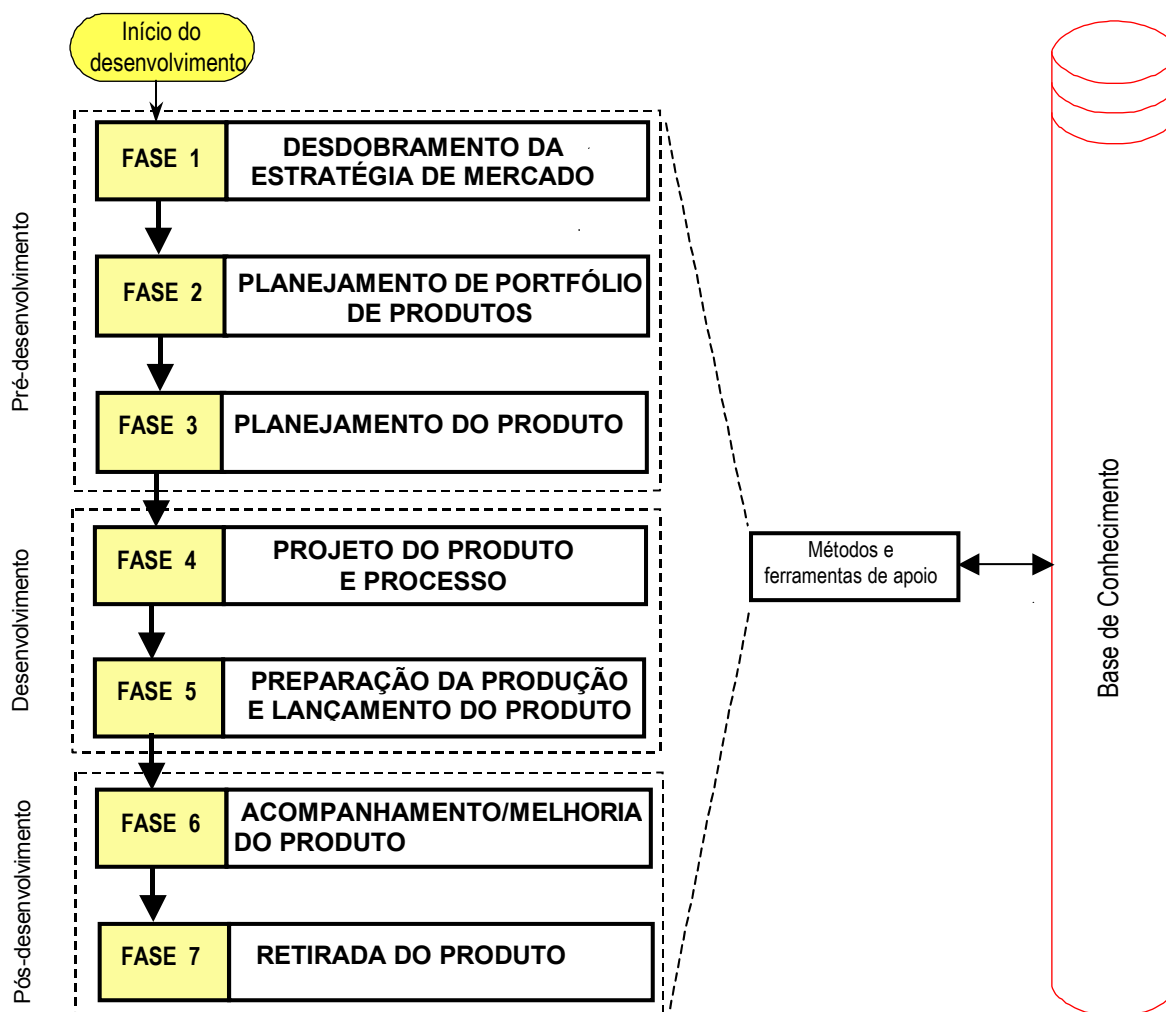 Início do
desenvolvimento
Pré-desenvolvimento
FASE 1
DESDOBRAMENTO DA
ESTRATÉGIA DE MERCADO
FASE 2
PLANEJAMENTO DE PORTFÓLIO
DE PRODUTOS
FASE 3
PLANEJAMENTO DO PRODUTO
Desenvolvimento
FASE 4
PROJETO DO PRODUTO
E PROCESSO
FASE 5
PREPARAÇÃO DA PRODUÇÃO
E LANÇAMENTO DO PRODUTO
Pós-desenvolvimento
FASE 6
ACOMPANHAMENTO/MELHORIA
DO PRODUTO
FASE 7
RETIRADA DO PRODUTO
Métodos e
ferramentas de apoio
Base de Conhecimento